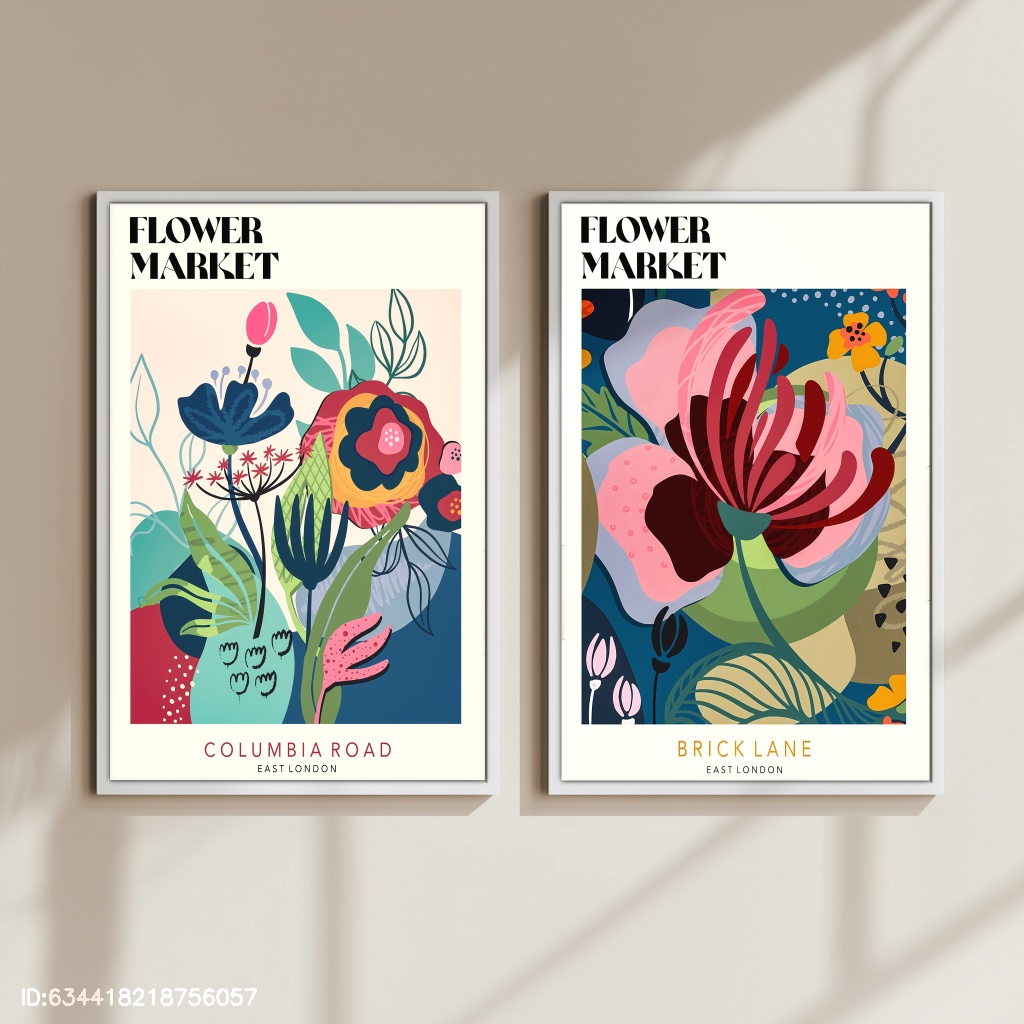 FLOWER
MARKET
COLUMBIA ROAD
EAST LONDON
FLOWER
MARKET
BRICK LANE
EAST LONDON
ID:634418218756057